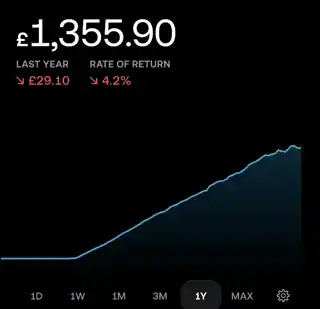 £1,355.90
LAST YEAR RATE OF RETURN
↘ £29.10 ↘ 4.2%
1D 1W 1M 3M 1Y MAX